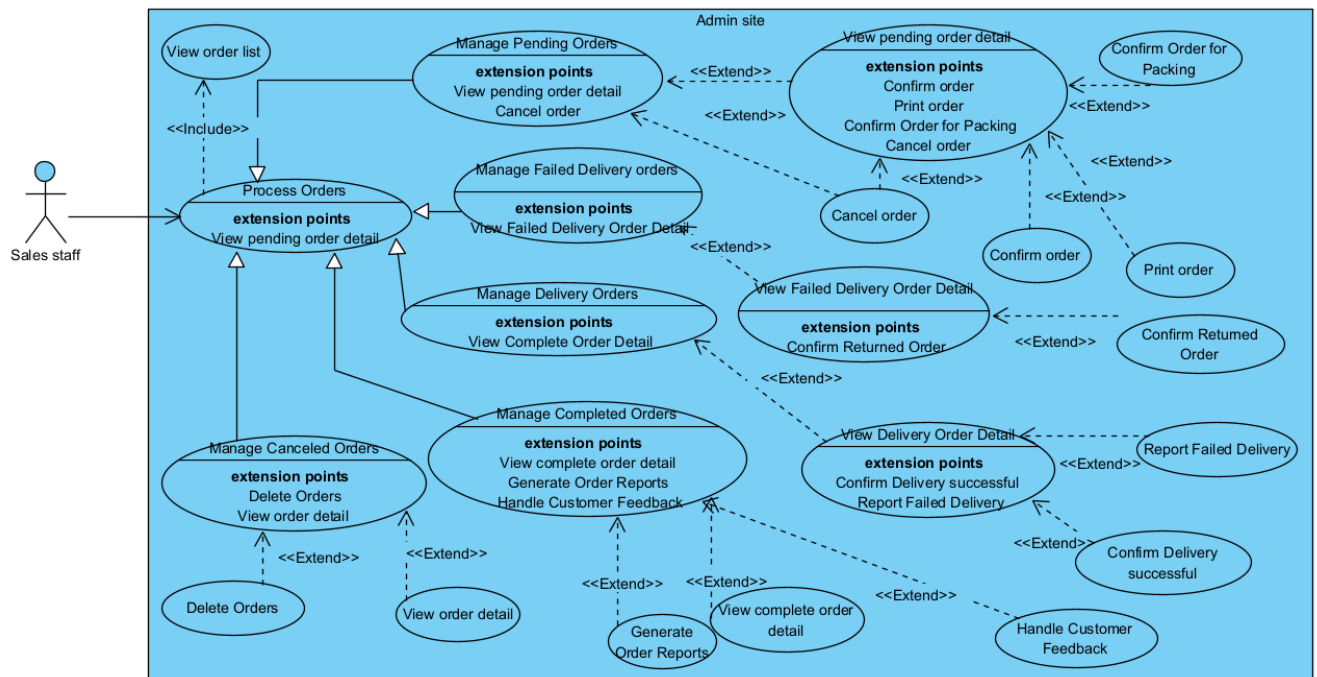 Admin site
View order list
<<Include>>
Sales staff
Process Orders
extension points
View pending order detail
Manage Pending Orders
extension points
View pending order detail
Cancel order
<<Extend>>
<<Extend>>
View pending order detail
extension points
Confirm order
Print order
Confirm Order for Packing
Cancel order
Confirm Order for
Packing
<<Extend>>
<<Extend>>
<<Extend>>
<<Extend>>
Cancel order
Confirm order
Print order
Manage Failed Delivery orders
extension points
View Failed Delivery Order Detail
<<Extend>>
View Failed Delivery Order Detail
extension points
Confirm Returned Order
<<Extend>>
Confirm Returned
Order
Manage Delivery Orders
extension points
View Complete Order Detail
<<Extend>>
View Delivery Order Detail
extension points
Confirm Delivery successful
Report Failed Delivery
Report Failed Delivery
<<Extend>>
<<Extend>>
Confirm Delivery
successful
Manage Completed Orders
extension points
View complete order detail
Generate Order Reports
Handle Customer Feedback
<<Extend>>
<<Extend>>
<<Extend>>
Generate
Order Reports
View complete order
detail
Handle Customer
Feedback
Manage Canceled Orders
extension points
Delete Orders
View order detail
<<Extend>>
<<Extend>>
Delete Orders
View order detail